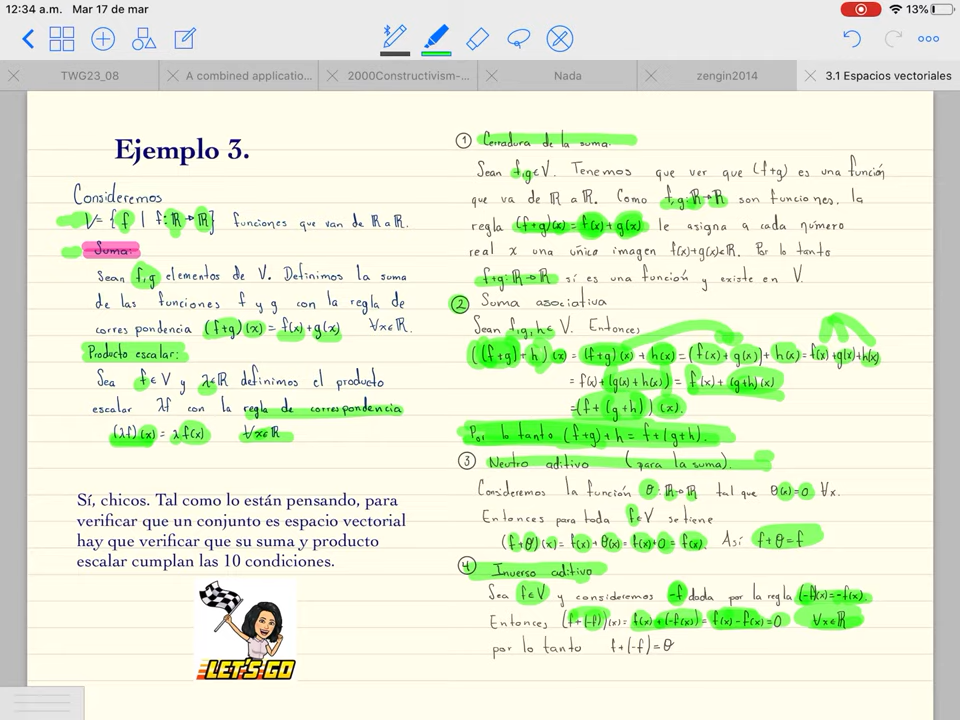 12:34 a.m. Mar 17 de mar
13%
TWG23_08
A combined applicatio...
2000Constructivism-...
Nada
zengin2014
3.1 Espacios vectoriales
Ejemplo 3.
Consideremos
V = { f | f: ℝ → ℝ } funciones que van de ℝ a ℝ.
Suma:
Sean f,g elementos de V. Definimos la suma
de las funciones f y g con la regla de
correspondencia (f+g)(x) = f(x)+g(x) ∀x∈ℝ.
Producto escalar:
Sea f∈V y λ∈ℝ definimos el producto
escalar λf con la regla de correspondencia
(λf)(x) = λ f(x) ∀x∈ℝ
Sí, chicos. Tal como lo están pensando, para
verificar que un conjunto es espacio vectorial
hay que verificar que su suma y producto
escalar cumplan las 10 condiciones.
LET'S GO
① Cerradura de la suma.
Sean f,g∈V. Tenemos que ver que (f+g) es una función
que va de ℝ a ℝ. Como f,g: ℝ→ℝ son funciones, la
regla (f+g)(x) = f(x)+g(x) le asigna a cada número
real x una único imagen f(x)+g(x)∈ℝ. Por lo tanto
f+g: ℝ→ℝ sí es una función y existe en V.
② Suma asociativa
Sean f,g,h∈V. Entonces
((f+g)+h)(x) = (f+g)(x) + h(x) = (f(x)+g(x)) + h(x) = f(x)+g(x)+h(x)
= f(x) + (g(x)+h(x)) = f(x) + (g+h)(x)
= (f+(g+h))(x).
Por lo tanto (f+g)+h = f+(g+h).
③ Neutro aditivo (para la suma).
Consideremos la función θ: ℝ→ℝ tal que θ(x)=0 ∀x.
Entonces para toda f∈V se tiene
(f+θ)(x) = f(x)+θ(x) = f(x)+0 = f(x). Así f+θ=f
④ Inverso aditivo
Sea f∈V y consideremos -f dada por la regla (-f)(x)=-f(x).
Entonces (f+(-f))(x) = f(x)+(-f(x)) = f(x)-f(x) = 0 ∀x∈ℝ
por lo tanto f+(-f)=θ